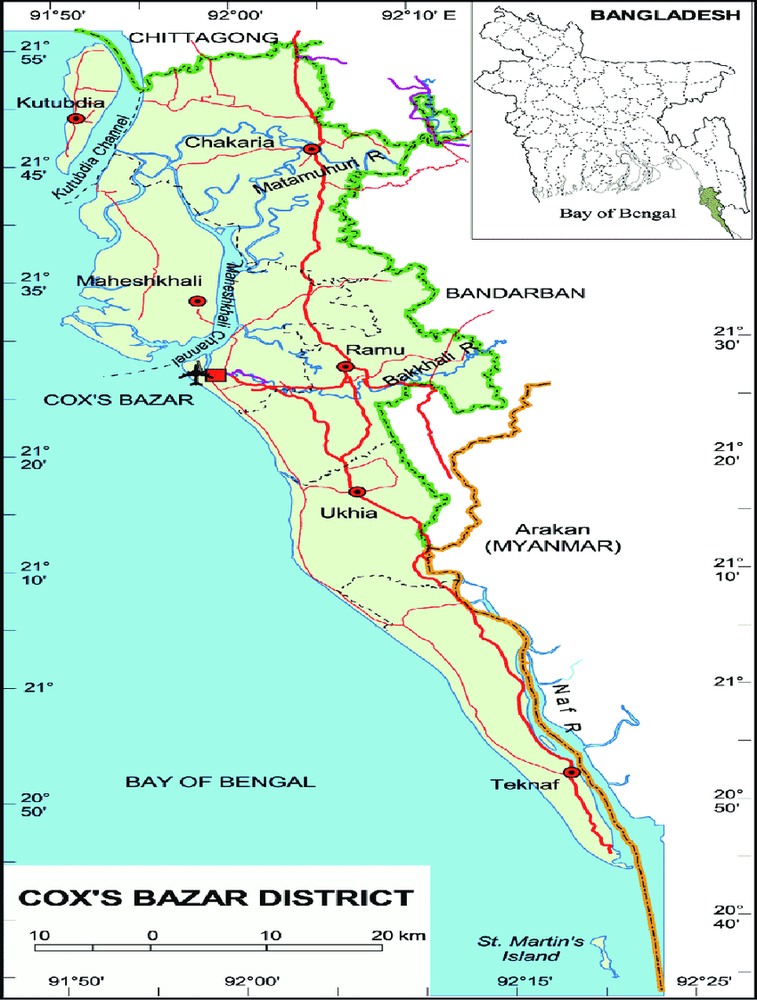 91°50' 92°00' 92°10' E
BANGLADESH
CHITTAGONG
21°
55'
Kutubdia
Kutubdia Channel
Chakaria
Matamuhuri R
21°
45'
Bay of Bengal
Maheshkhali
Maheshkhali Channel
21°
35'
BANDARBAN
21°
30'
Ramu
Bakkhali R
COX'S BAZAR
21°
20'
21°
20'
Ukhia
Arakan
(MYANMAR)
21°
10'
21°
10'
21°
21°
Naf R
BAY OF BENGAL
Teknaf
20°
50'
20°
50'
COX'S BAZAR DISTRICT
10 0 20 km
20°
40'
St. Martin's
Island
91°50' 92°00' 92°15' 92°25'